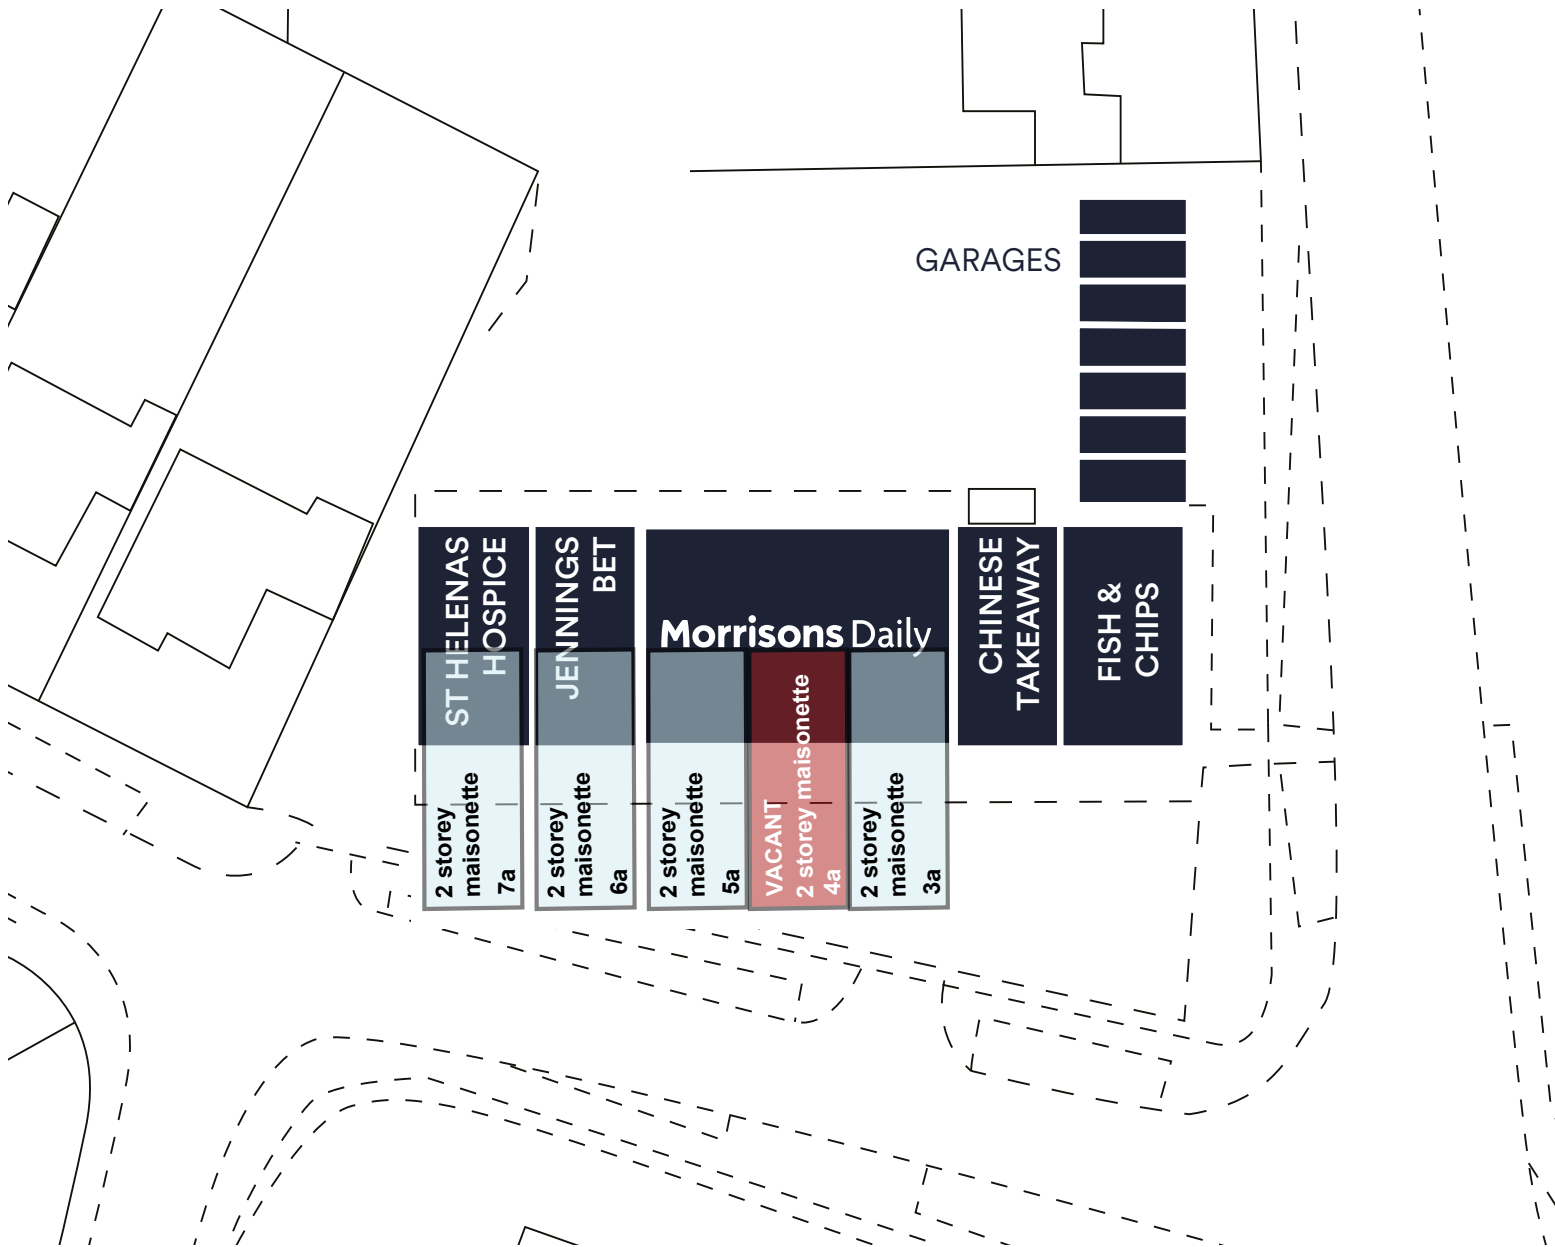 GARAGES
ST HELENAS
HOSPICE
JENNINGS
BET
Morrisons Daily
CHINESE
TAKEAWAY
FISH &
CHIPS
2 storey
maisonette
7a
2 storey
maisonette
6a
2 storey
maisonette
5a
VACANT
2 storey maisonette
4a
2 storey
maisonette
3a